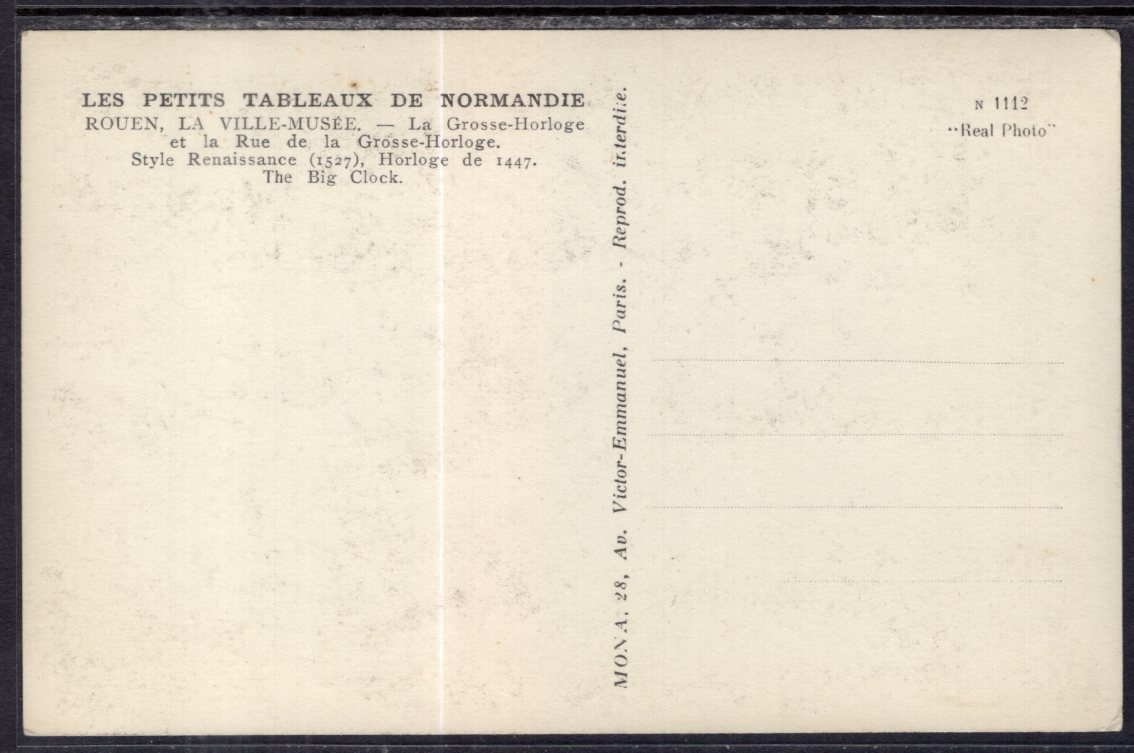 LES PETITS TABLEAUX DE NORMANDIE
ROUEN, LA VILLE-MUSÉE. — La Grosse-Horloge
et la Rue de la Grosse-Horloge.
Style Renaissance (1527), Horloge de 1447.
The Big Clock.
MONA, 28, Av. Victor-Emmanuel, Paris. - Reprod. interdite.
N 1112
"Real Photo"